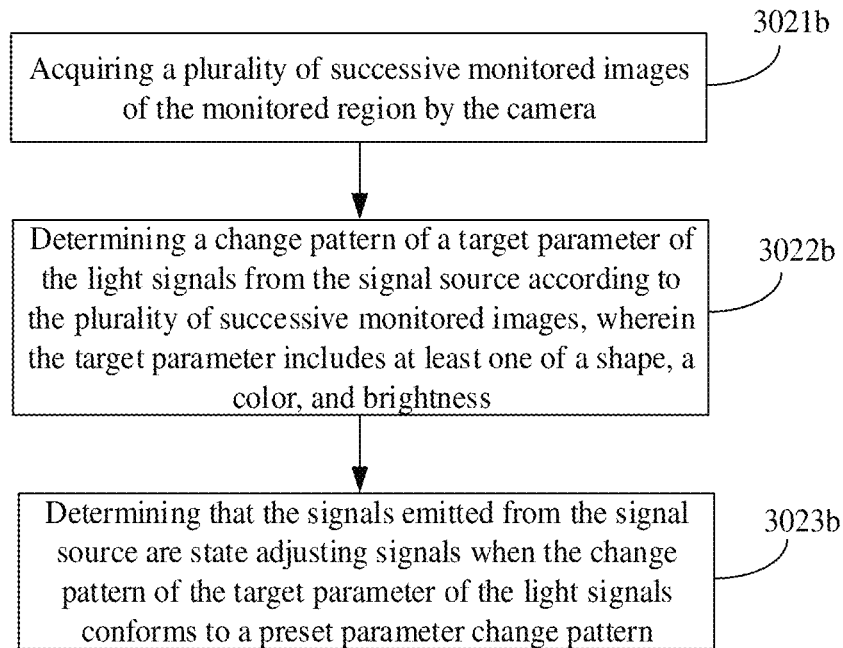 3021b
Acquiring a plurality of successive monitored images
of the monitored region by the camera
3022b
Determining a change pattern of a target parameter of
the light signals from the signal source according to
the plurality of successive monitored images, wherein
the target parameter includes at least one of a shape, a
color, and brightness
3023b
Determining that the signals emitted from the signal
source are state adjusting signals when the change
pattern of the target parameter of the light signals
conforms to a preset parameter change pattern